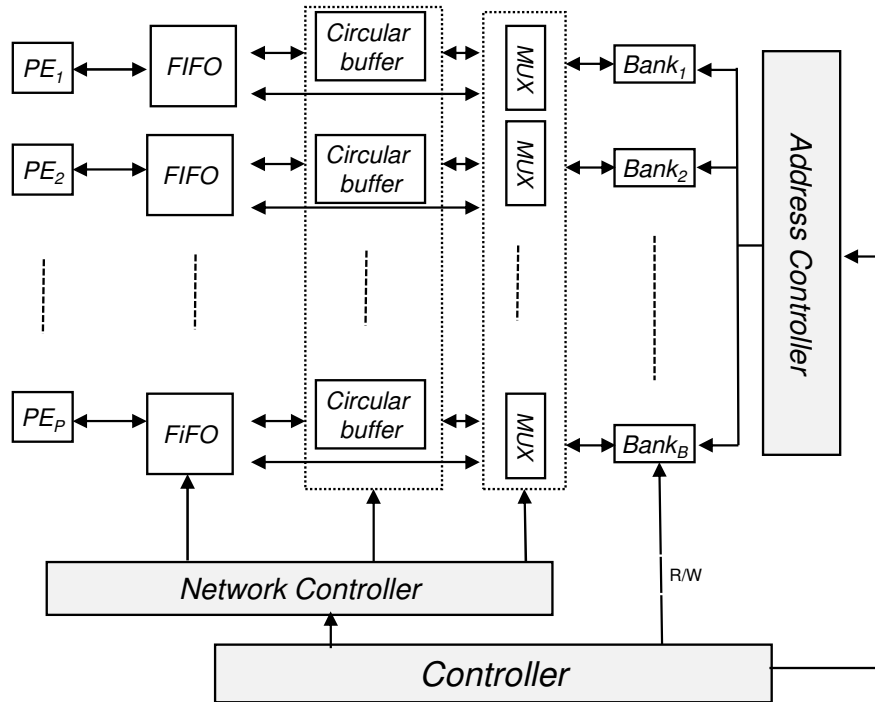 PE1 FIFO Circular buffer MUX Bank1
PE2 FIFO Circular buffer MUX Bank2
Address Controller
PEP FiFO Circular buffer MUX BankB
R/W
Network Controller
Controller